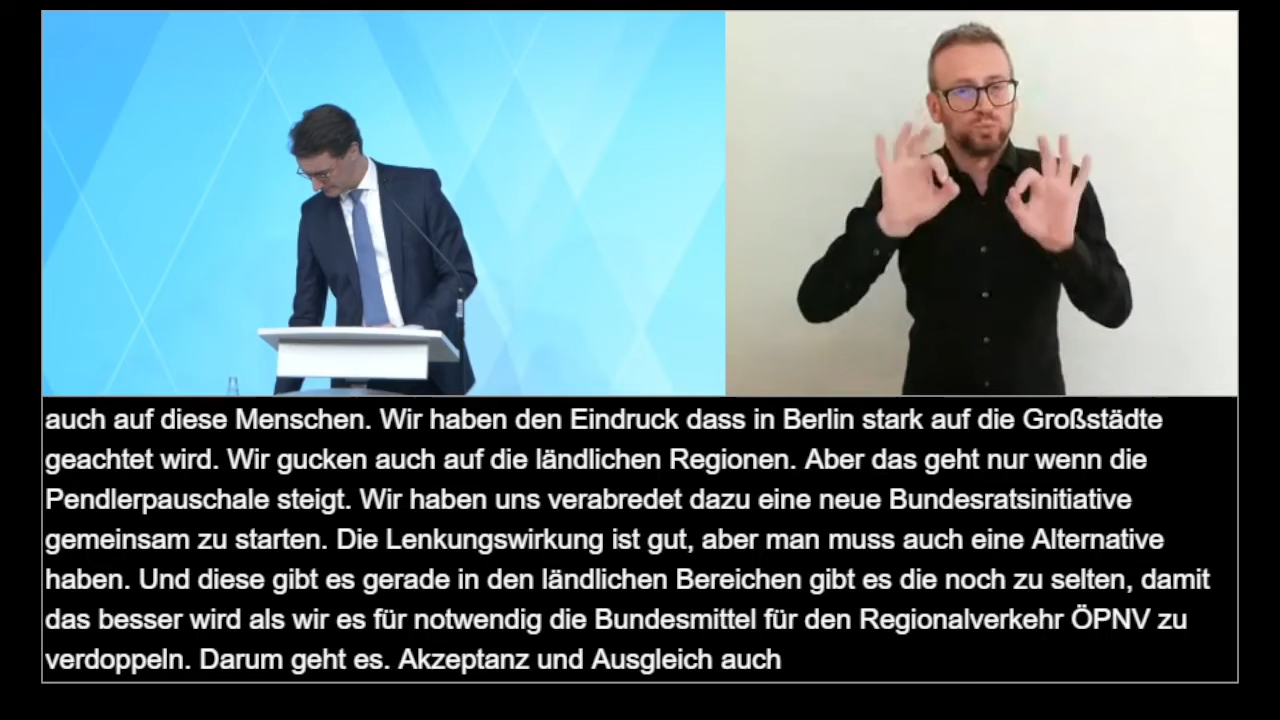 auch auf diese Menschen. Wir haben den Eindruck dass in Berlin stark auf die Großstädte
geachtet wird. Wir gucken auch auf die ländlichen Regionen. Aber das geht nur wenn die
Pendlerpauschale steigt. Wir haben uns verabredet dazu eine neue Bundesratsinitiative
gemeinsam zu starten. Die Lenkungswirkung ist gut, aber man muss auch eine Alternative
haben. Und diese gibt es gerade in den ländlichen Bereichen gibt es die noch zu selten, damit
das besser wird als wir es für notwendig die Bundesmittel für den Regionalverkehr ÖPNV zu
verdoppeln. Darum geht es. Akzeptanz und Ausgleich auch